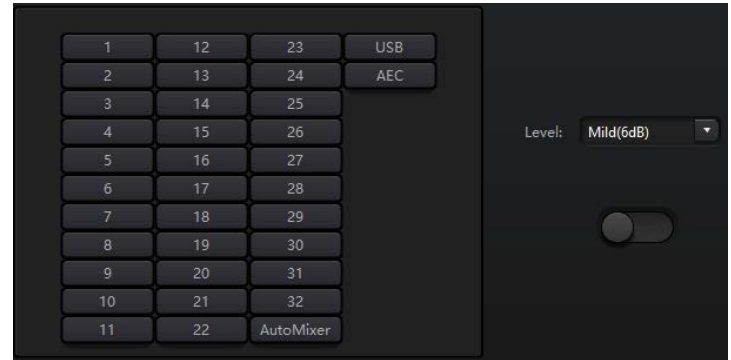 1 12 23 USB
2 13 24 AEC
3 14 25
4 15 26
5 16 27
6 17 28
7 18 29
8 19 30
9 20 31
10 21 32
11 22 AutoMixer
Level: Mild(6dB)